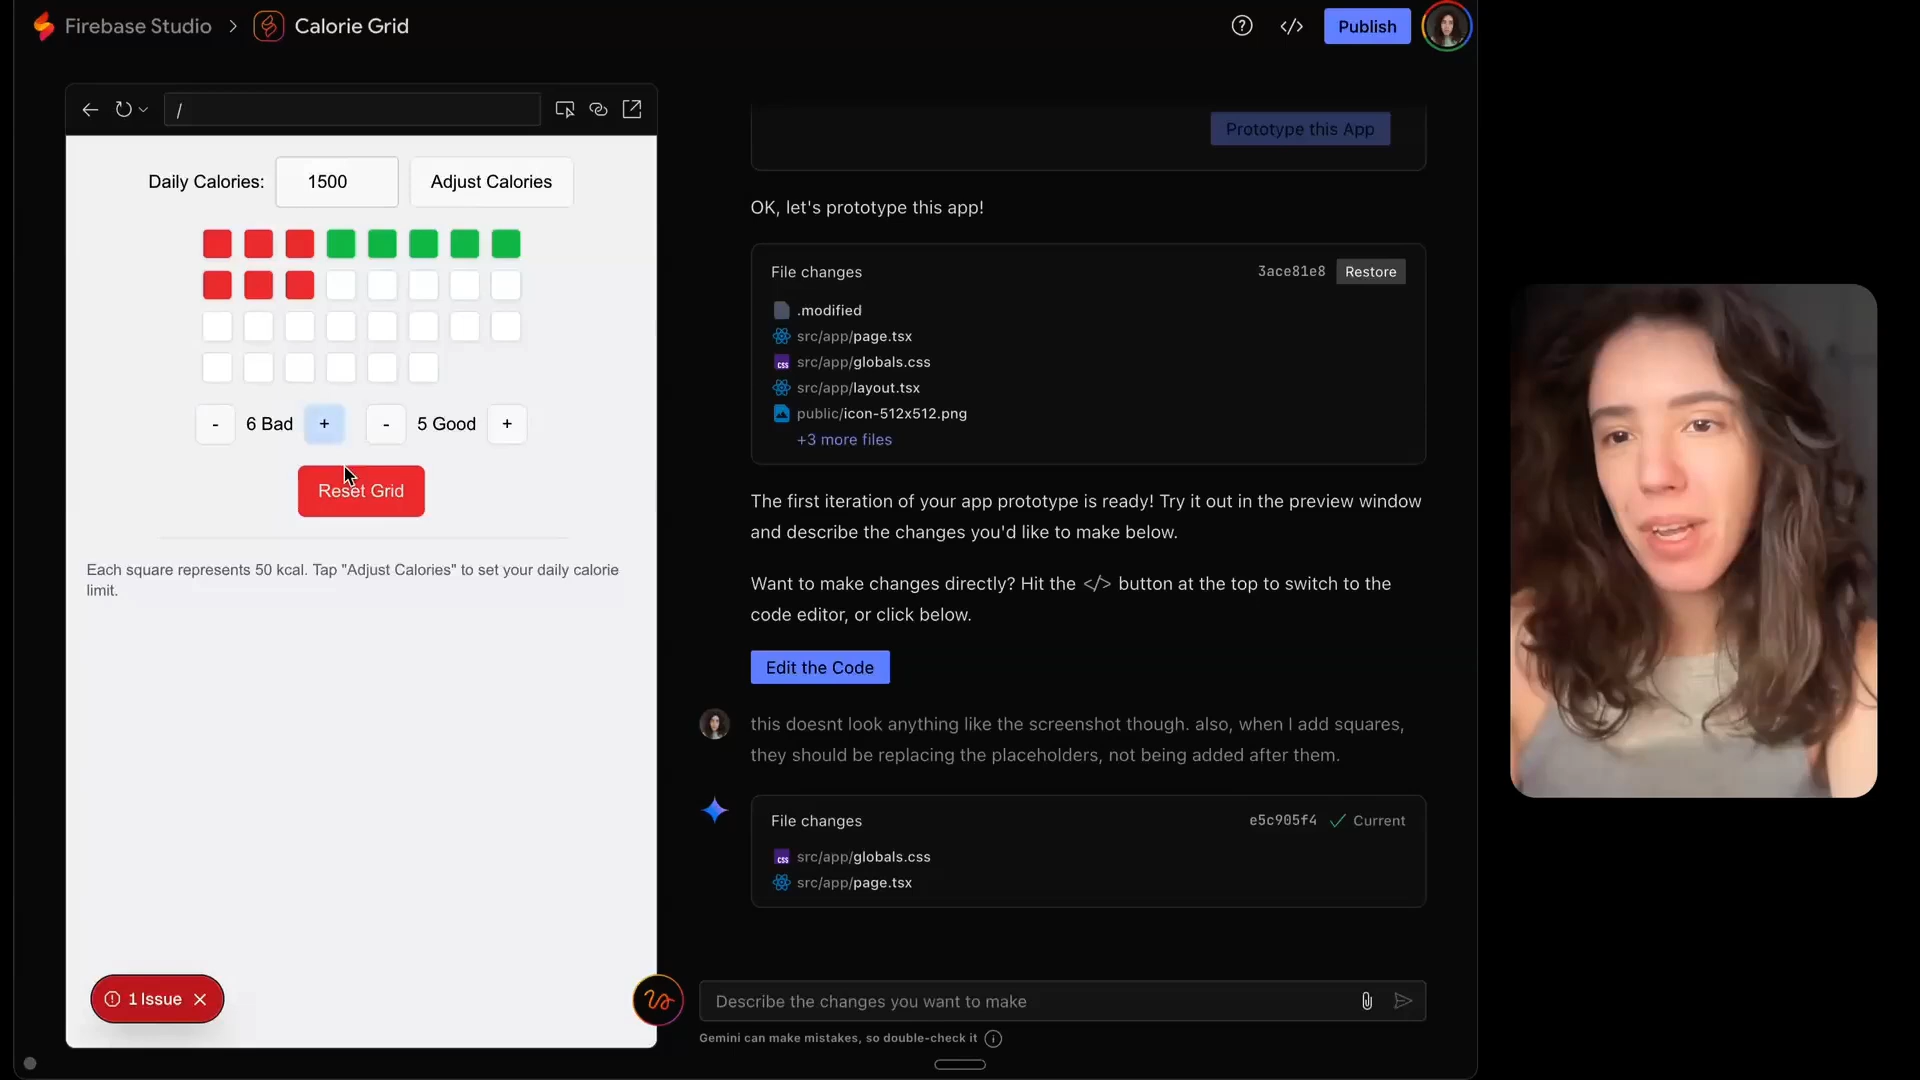 Firebase Studio > Calorie Grid
</>
Publish
/
Daily Calories: 1500 Adjust Calories
- 6 Bad + - 5 Good +
Reset Grid
Each square represents 50 kcal. Tap "Adjust Calories" to set your daily calorie
limit.
1 Issue
Prototype this App
OK, let's prototype this app!
File changes 3ace81e8 Restore
.modified
src/app/page.tsx
css src/app/globals.css
src/app/layout.tsx
public/icon-512x512.png
+3 more files
The first iteration of your app prototype is ready! Try it out in the preview window
and describe the changes you'd like to make below.
Want to make changes directly? Hit the </> button at the top to switch to the
code editor, or click below.
Edit the Code
this doesnt look anything like the screenshot though. also, when I add squares,
they should be replacing the placeholders, not being added after them.
File changes e5c905f4 Current
css src/app/globals.css
src/app/page.tsx
Describe the changes you want to make
Gemini can make mistakes, so double-check it